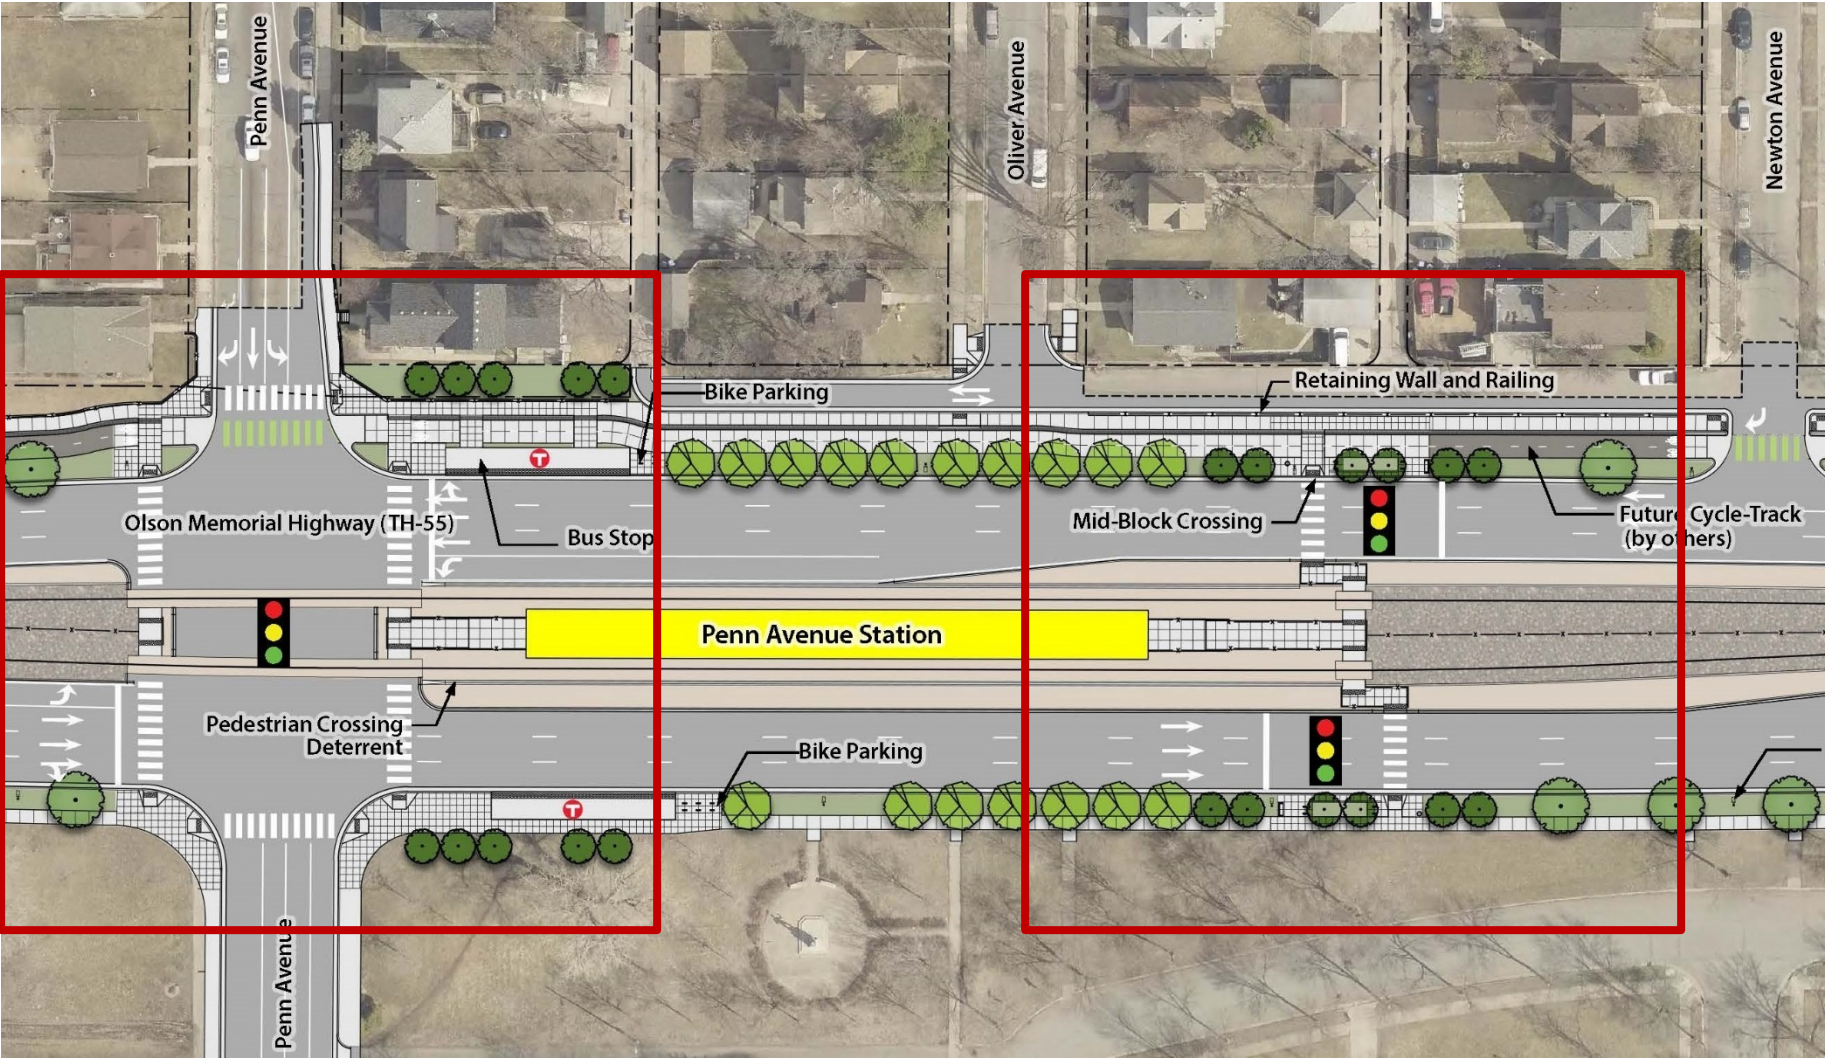 Penn Avenue
Oliver Avenue
Newton Avenue
Bike Parking
Retaining Wall and Railing
T
Olson Memorial Highway (TH-55)
Bus Stop
Mid-Block Crossing
Future Cycle-Track
(by others)
Penn Avenue Station
Pedestrian Crossing
Deterrent
Bike Parking
T
Penn Avenue